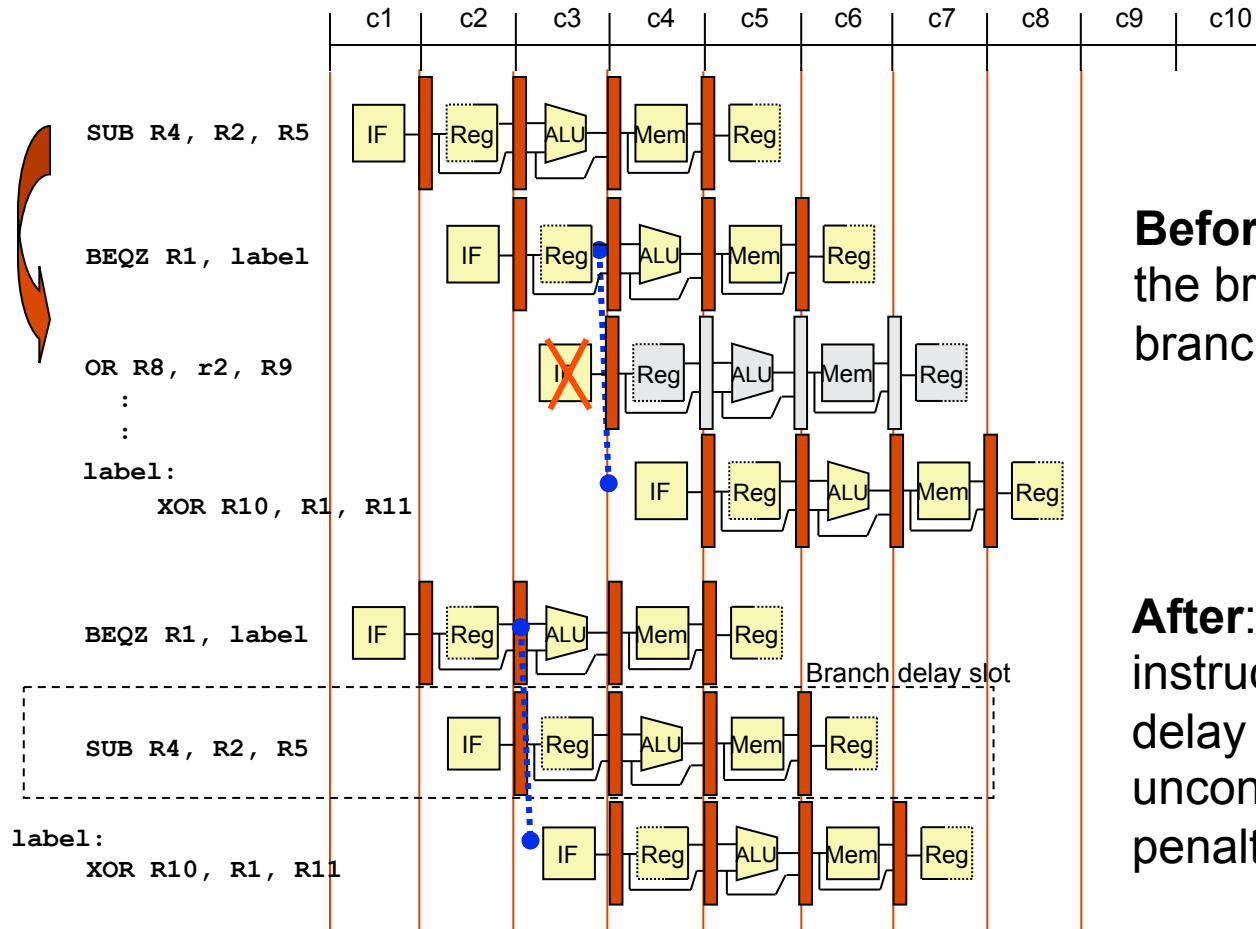 c1 c2 c3 c4 c5 c6 c7 c8 c9 c10
SUB R4, R2, R5 IF Reg ALU Mem Reg
BEQZ R1, label IF Reg ALU Mem Reg
OR R8, r2, R9 IF Reg ALU Mem Reg
:
:
label:
XOR R10, R1, R11 IF Reg ALU Mem Reg
Befor
the br
branc
BEQZ R1, label IF Reg ALU Mem Reg
Branch delay slot
SUB R4, R2, R5 IF Reg ALU Mem Reg
label:
XOR R10, R1, R11 IF Reg ALU Mem Reg
After:
instruc
delay
uncon
penalt